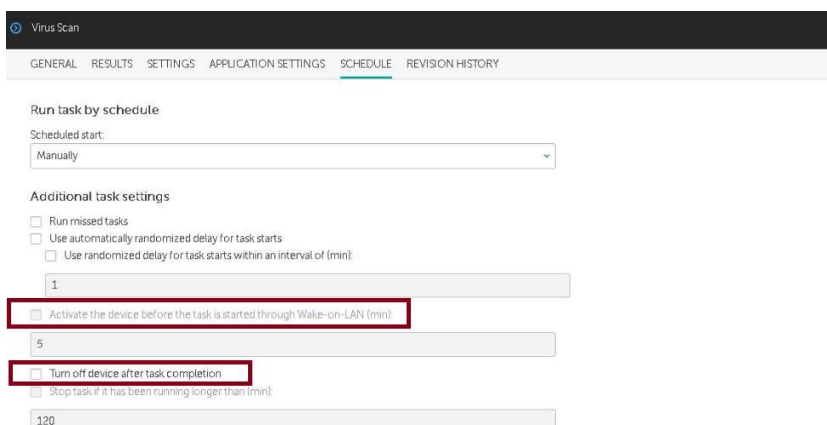 Virus Scan
GENERAL RESULTS SETTINGS APPLICATION SETTINGS SCHEDULE REVISION HISTORY
Run task by schedule
Scheduled start:
Manually
Additional task settings
Run missed tasks
Use automatically randomized delay for task starts
Use randomized delay for task starts within an interval of (min):
1
Activate the device before the task is started through Wake-on-LAN (min):
5
Turn off device after task completion
Stop task if it has been running longer than (min):
120